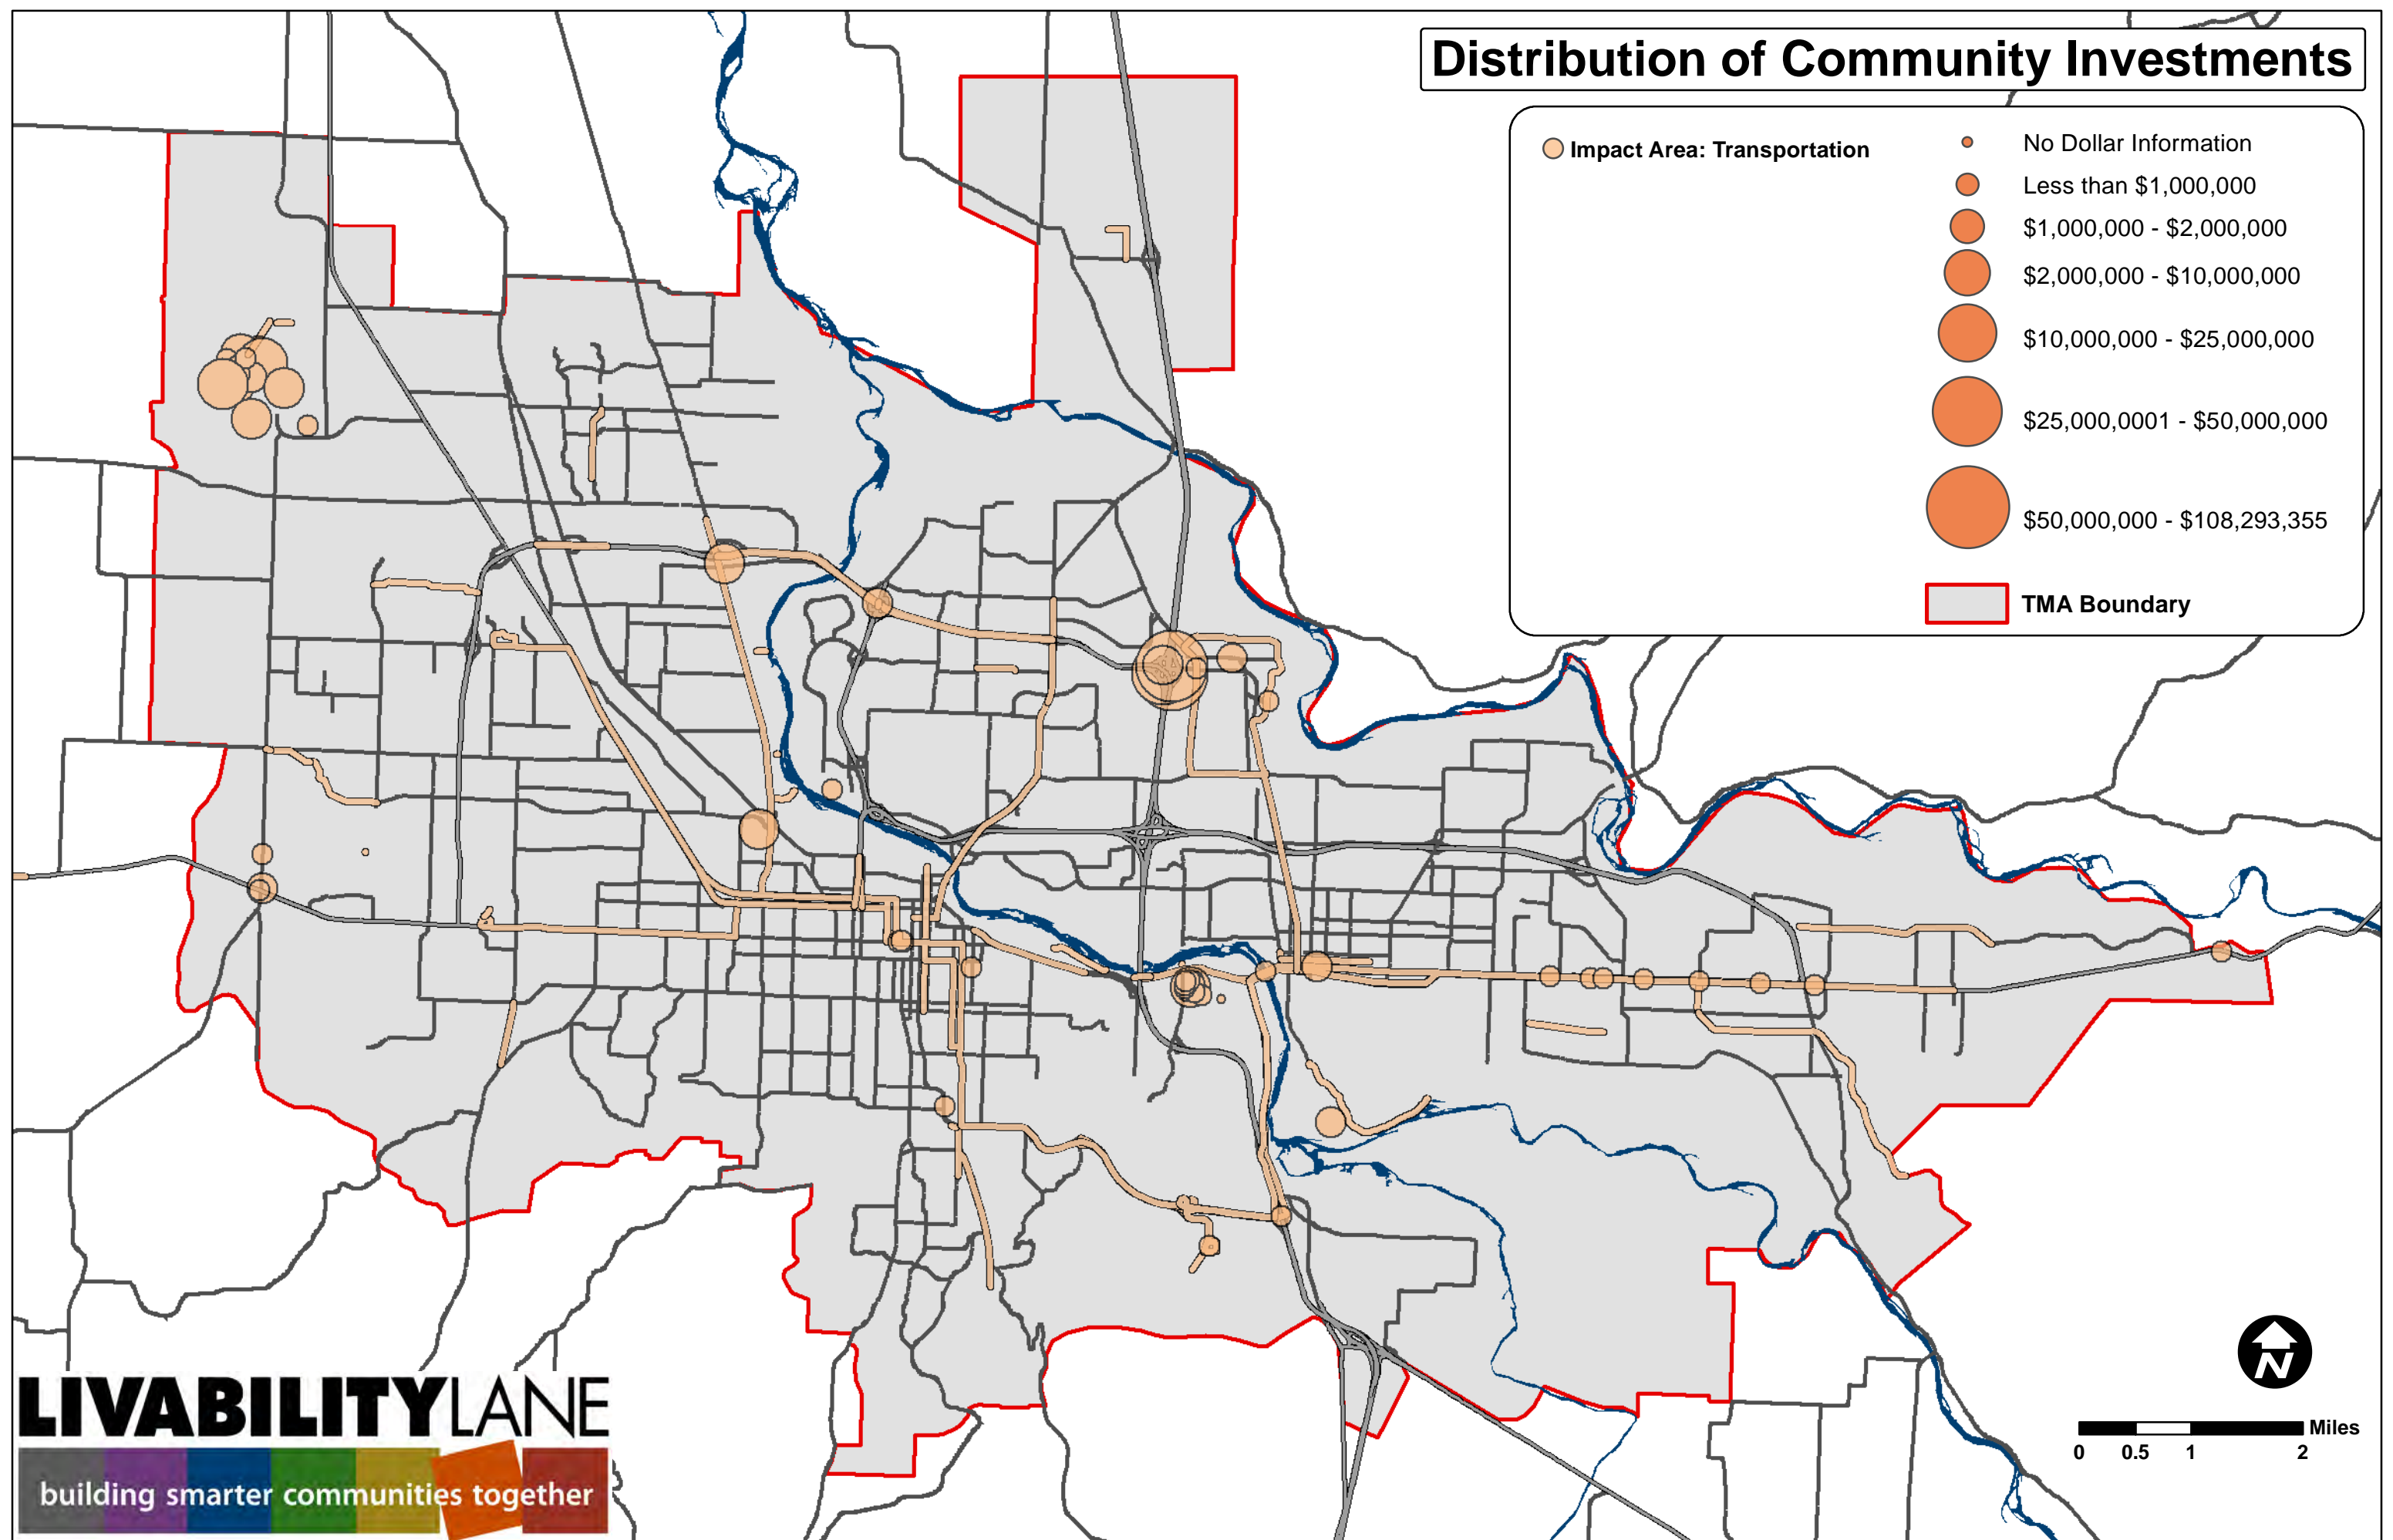 Distribution of Community Investments
Impact Area: Transportation
No Dollar Information
Less than $1,000,000
$1,000,000 - $2,000,000
$2,000,000 - $10,000,000
$10,000,000 - $25,000,000
$25,000,0001 - $50,000,000
$50,000,000 - $108,293,355
TMA Boundary
N
Miles
0 0.5 1 2
LIVABILITYLANE
building smarter communities together